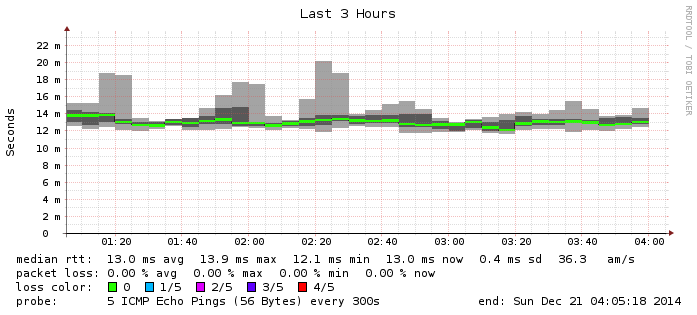 Last 3 Hours
RRDTOOL / TOBI OETIKER
Seconds
22 m
20 m
18 m
16 m
14 m
12 m
10 m
8 m
6 m
4 m
2 m
0
01:20 01:40 02:00 02:20 02:40 03:00 03:20 03:40 04:00
median rtt: 13.0 ms avg 13.9 ms max 12.1 ms min 13.0 ms now 0.4 ms sd 36.3 am/s
packet loss: 0.00 % avg 0.00 % max 0.00 % min 0.00 % now
loss color: 0 1/5 2/5 3/5 4/5
probe: 5 ICMP Echo Pings (56 Bytes) every 300s end: Sun Dec 21 04:05:18 2014